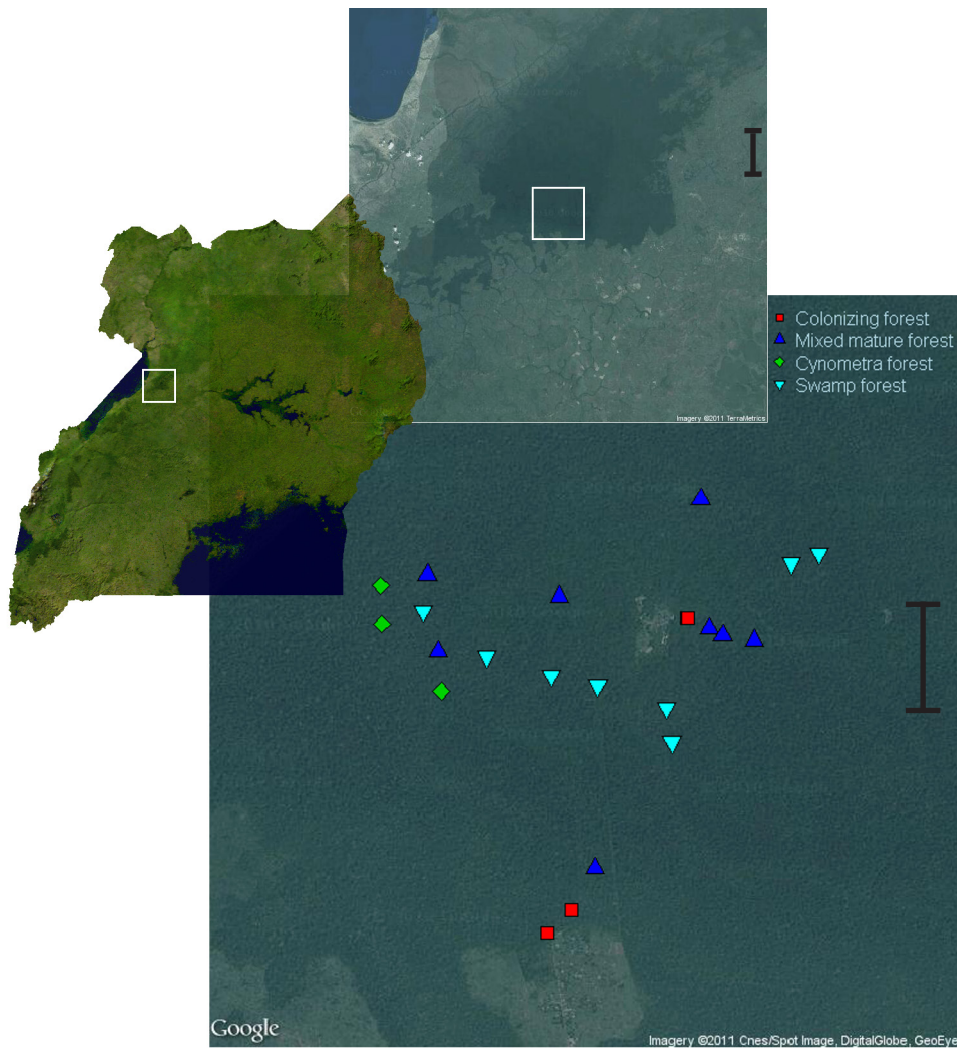 Imagery ©2011 TerraMetrics
Colonizing forest
Mixed mature forest
Cynometra forest
Swamp forest
Google
Imagery ©2011 Cnes/Spot Image, DigitalGlobe, GeoEye